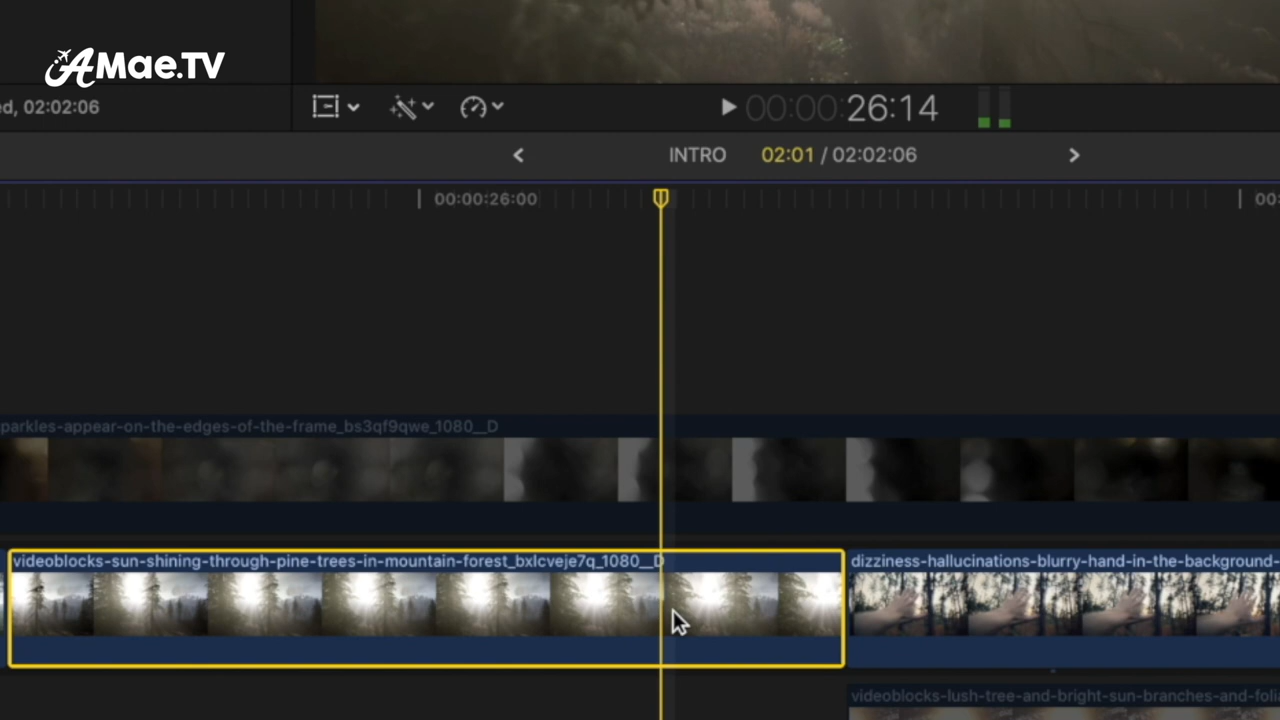 AMae.TV
ed, 02:02:06
00:00:26:14
INTRO 02:01 / 02:02:06
00:00:26:00
00:
parkles-appear-on-the-edges-of-the-frame_bs3qf9qwe_1080__D
videoblocks-sun-shining-through-pine-trees-in-mountain-forest_bxlcveje7q_1080__D
dizziness-hallucinations-blurry-hand-in-the-background-
videoblocks-lush-tree-and-bright-sun-branches-and-foli